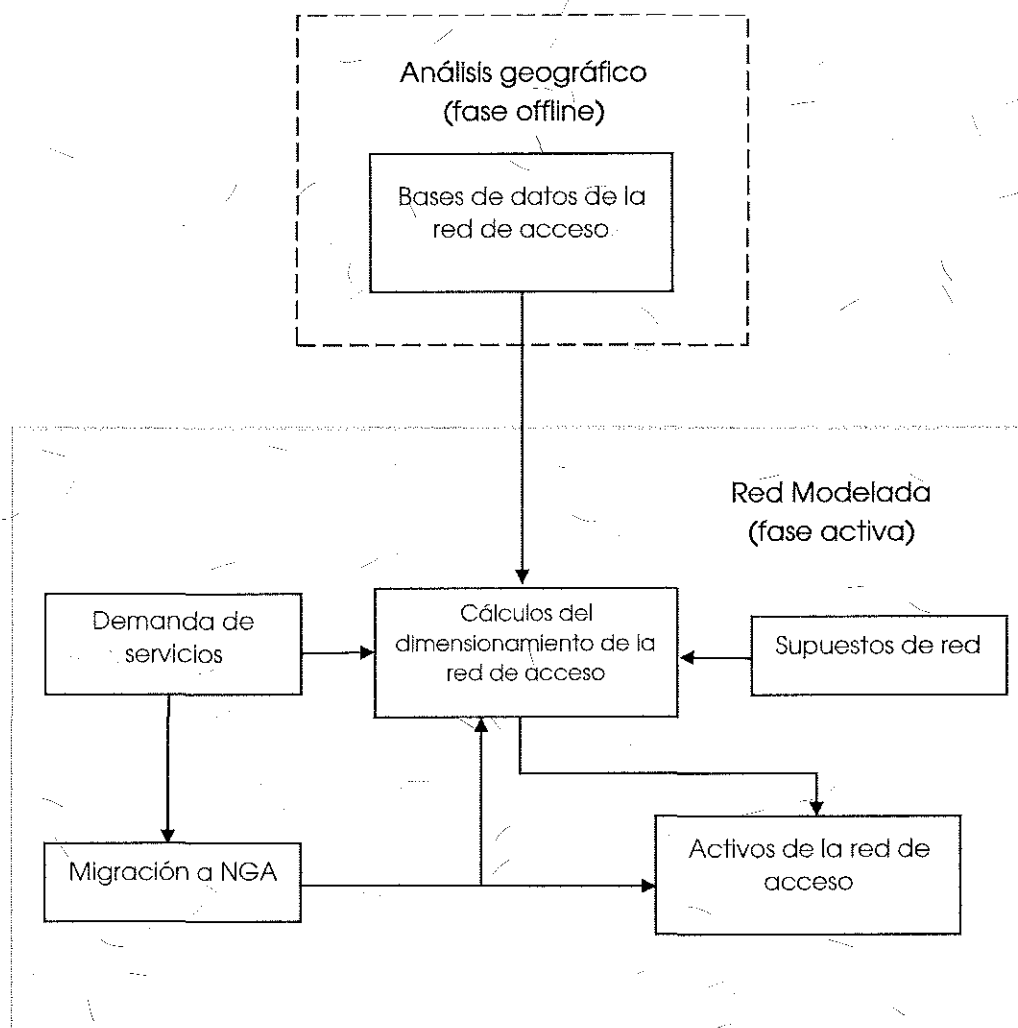 Análisis geográfico
(fase offline)
Bases de datos de la
red de acceso
Red Modelada
(fase activa)
Demanda de
servicios
Cálculos del
dimensionamiento de la
red de acceso
Supuestos de red
Migración a NGA
Activos de la red de
acceso